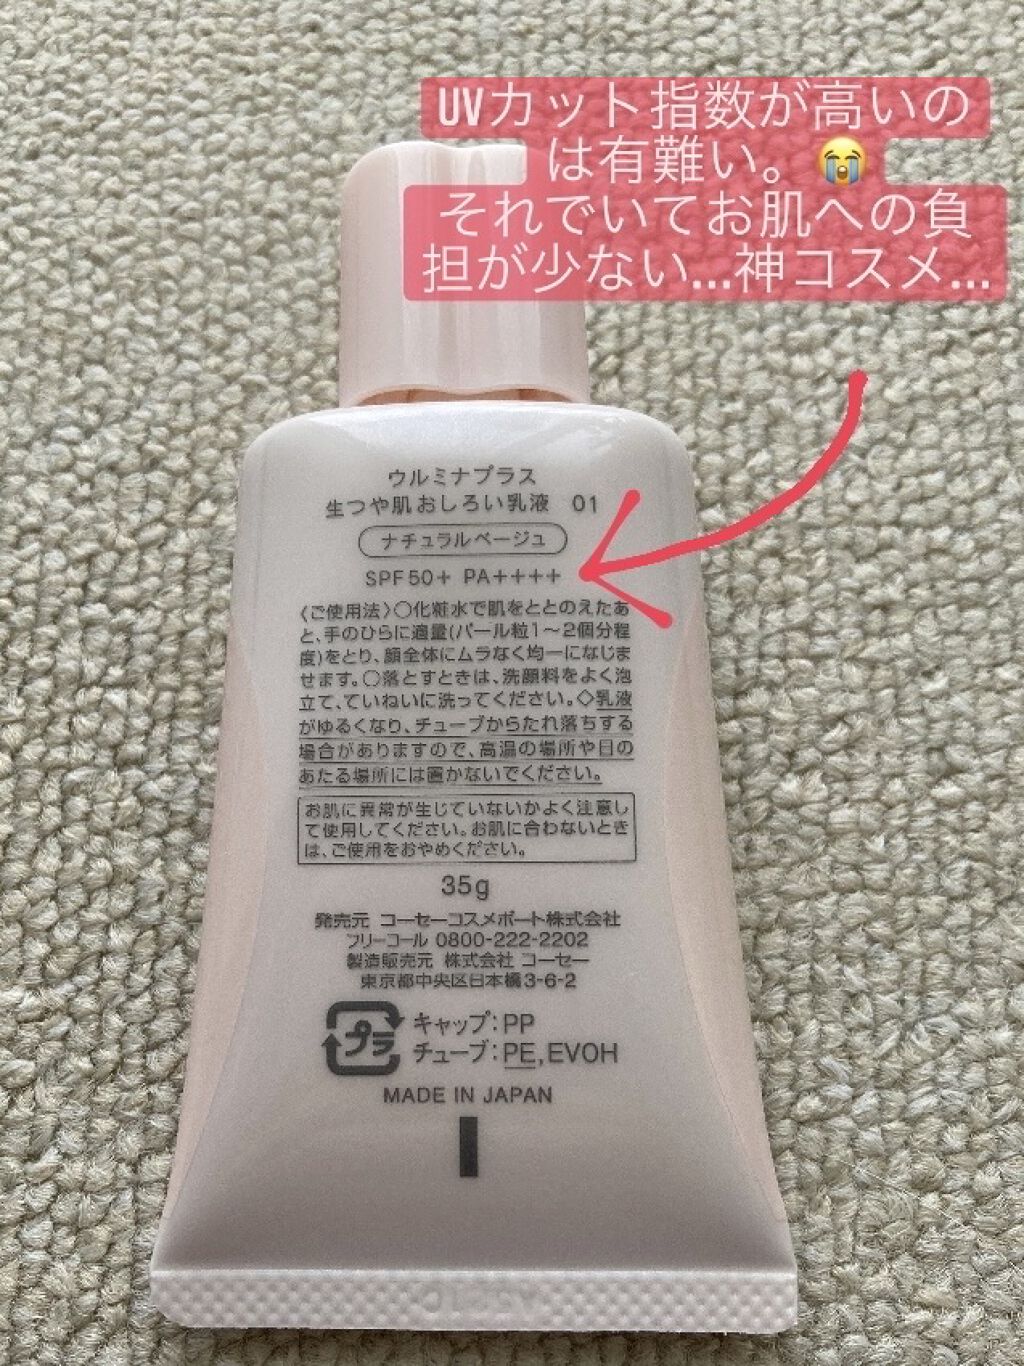 UVカット指数が高いの
は有難い。😭
それでいてお肌への負
担が少ない...神コスメ...
ウルミナプラス
生つや肌おしろい乳液 01
ナチュラルベージュ
SPF50+ PA++++
〈ご使用法〉○化粧水で肌をととのえたあ
と、手のひらに適量(パール粒1〜2個分程
度)をとり、顔全体にムラなく均一になじま
せます。○落とすときは、洗顔料をよく泡
立て、ていねいに洗ってください。◇乳液
がゆるくなり、チューブからたれ落ちする
場合がありますので、高温の場所や日の
あたる場所には置かないでください。
お肌に異常が生じていないかよく注意し
て使用してください。お肌に合わないとき
は、ご使用をおやめください。
35g
発売元 コーセーコスメポート株式会社
フリーコール 0800-222-2202
製造販売元 株式会社 コーセー
東京都中央区日本橋3-6-2
プラ
キャップ:PP
チューブ:PE,EVOH
MADE IN JAPAN